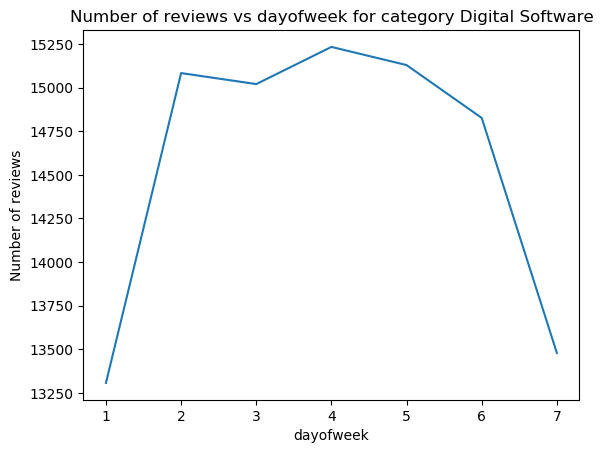 Number of reviews vs dayofweek for category Digital Software
15250
15000
14750
14500
14250
14000
13750
13500
13250
Number of reviews
1 2 3 4 5 6 7
dayofweek